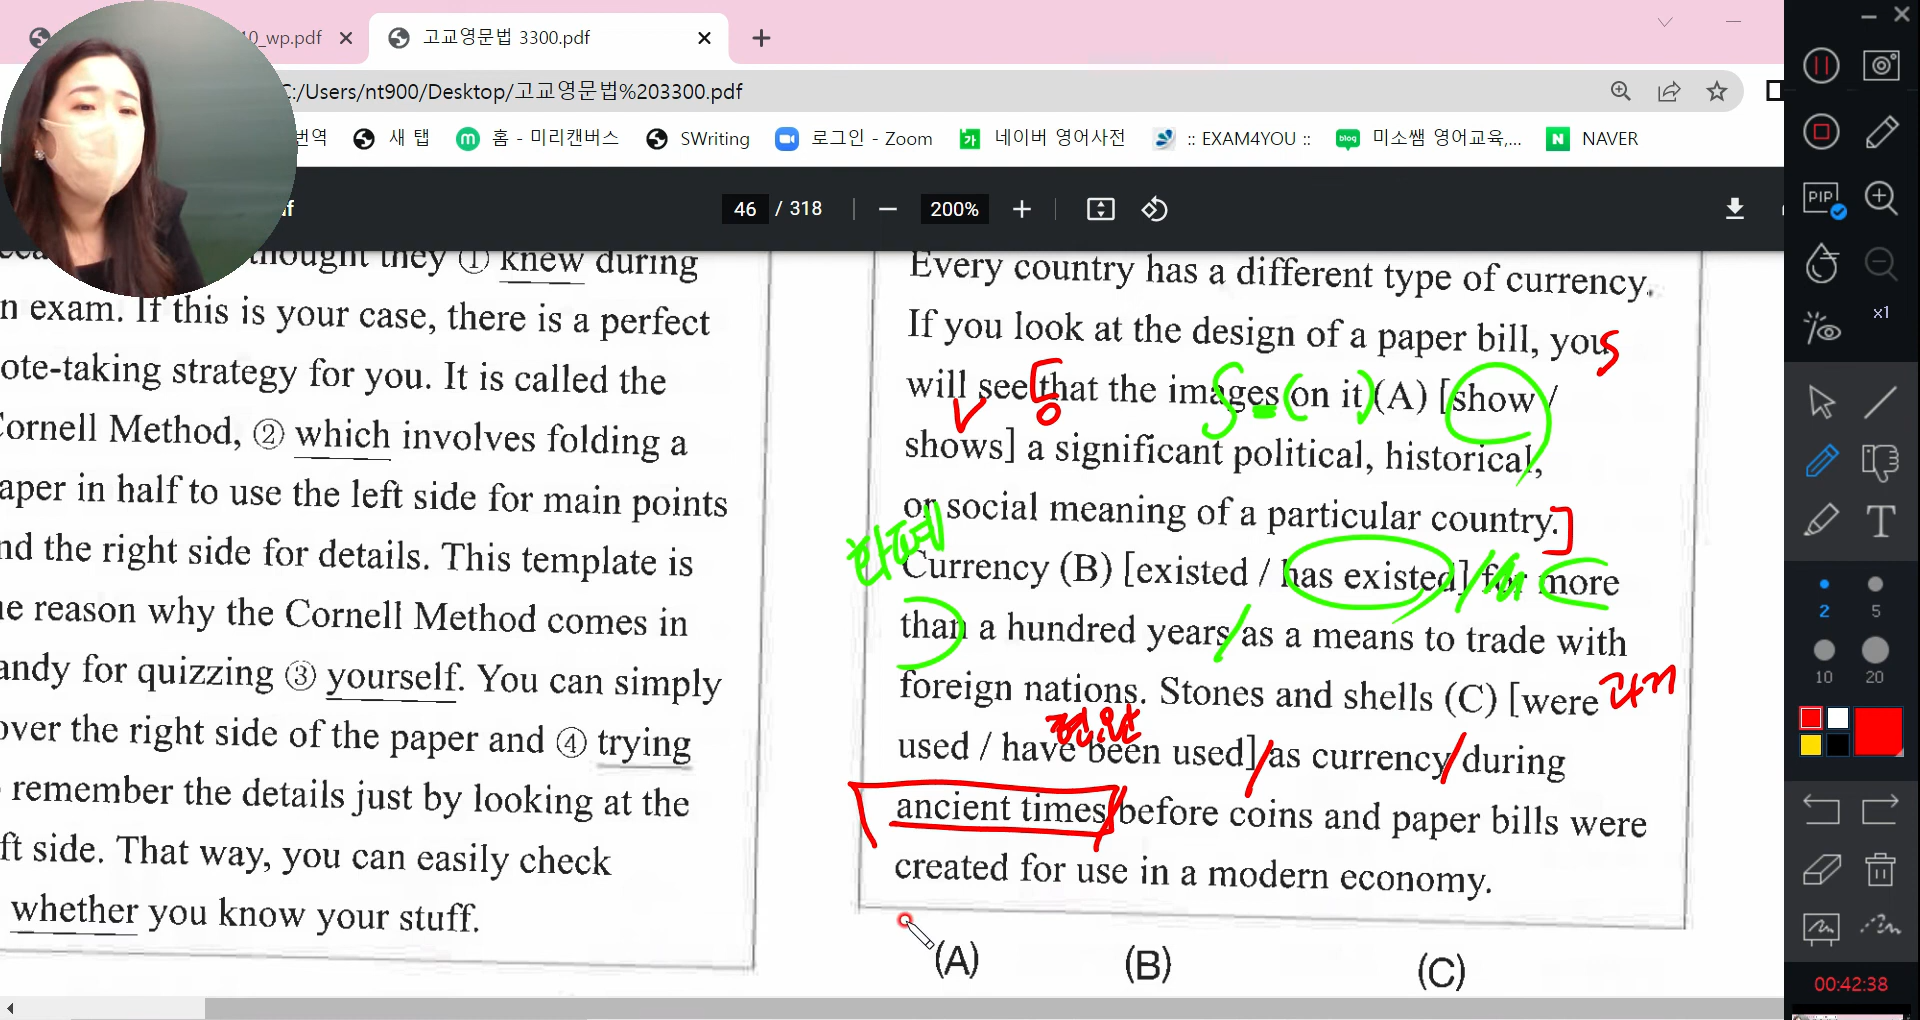 10_wp.pdf
고교영문법 3300.pdf
C:/Users/nt900/Desktop/고교영문법%203300.pdf
번역 새 탭 홈 - 미리캔버스 SWriting 로그인 - Zoom 네이버 영어사전 :: EXAM4YOU :: blog 미소쌤 영어교육,... N NAVER
df 46 / 318 200%
thought they ① knew during
n exam. If this is your case, there is a perfect
ote-taking strategy for you. It is called the
Cornell Method, ② which involves folding a
aper in half to use the left side for main points
nd the right side for details. This template is
he reason why the Cornell Method comes in
andy for quizzing ③ yourself. You can simply
over the right side of the paper and ④ trying
remember the details just by looking at the
ft side. That way, you can easily check
whether you know your stuff.
Every country has a different type of currency.
If you look at the design of a paper bill, you
S
will see that the images on it (A) [show /
V
S
shows] a significant political, historical,
or social meaning of a particular country.]
현재
Currency (B) [existed / has existed] for more
than a hundred years as a means to trade with
foreign nations. Stones and shells (C) [were
과거
현완
used / have been used] as currency during
ancient times before coins and paper bills were
created for use in a modern economy.
(A) (B) (C)
PIP
x1
T
2 5
10 20
00:42:38